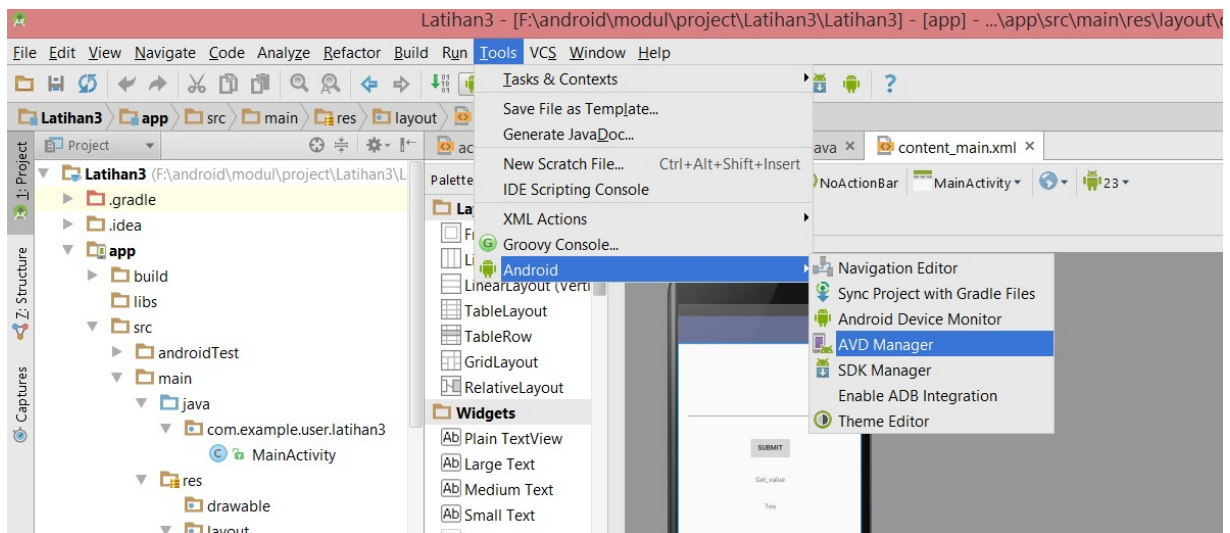 Latihan3 - [F:\android\modul\project\Latihan3\Latihan3] - [app] - ...\app\src\main\res\layout\
File Edit View Navigate Code Analyze Refactor Build Run Tools VCS Window Help
Latihan3 app src main res layout
Project
content_main.xml
1: Project
Z: Structure
Captures
Latihan3 (F:\android\modul\project\Latihan3\L
.gradle
.idea
app
build
libs
src
androidTest
main
java
com.example.user.latihan3
MainActivity
res
drawable
layout
Palette
LinearLayout (Verti
TableLayout
TableRow
GridLayout
RelativeLayout
Widgets
Plain TextView
Large Text
Medium Text
Small Text
Tasks & Contexts
Save File as Template...
Generate JavaDoc...
New Scratch File... Ctrl+Alt+Shift+Insert
IDE Scripting Console
XML Actions
Groovy Console...
Android
Navigation Editor
Sync Project with Gradle Files
Android Device Monitor
AVD Manager
SDK Manager
Enable ADB Integration
Theme Editor
NoActionBar MainActivity 23
SUBMIT
Get_value
Tex